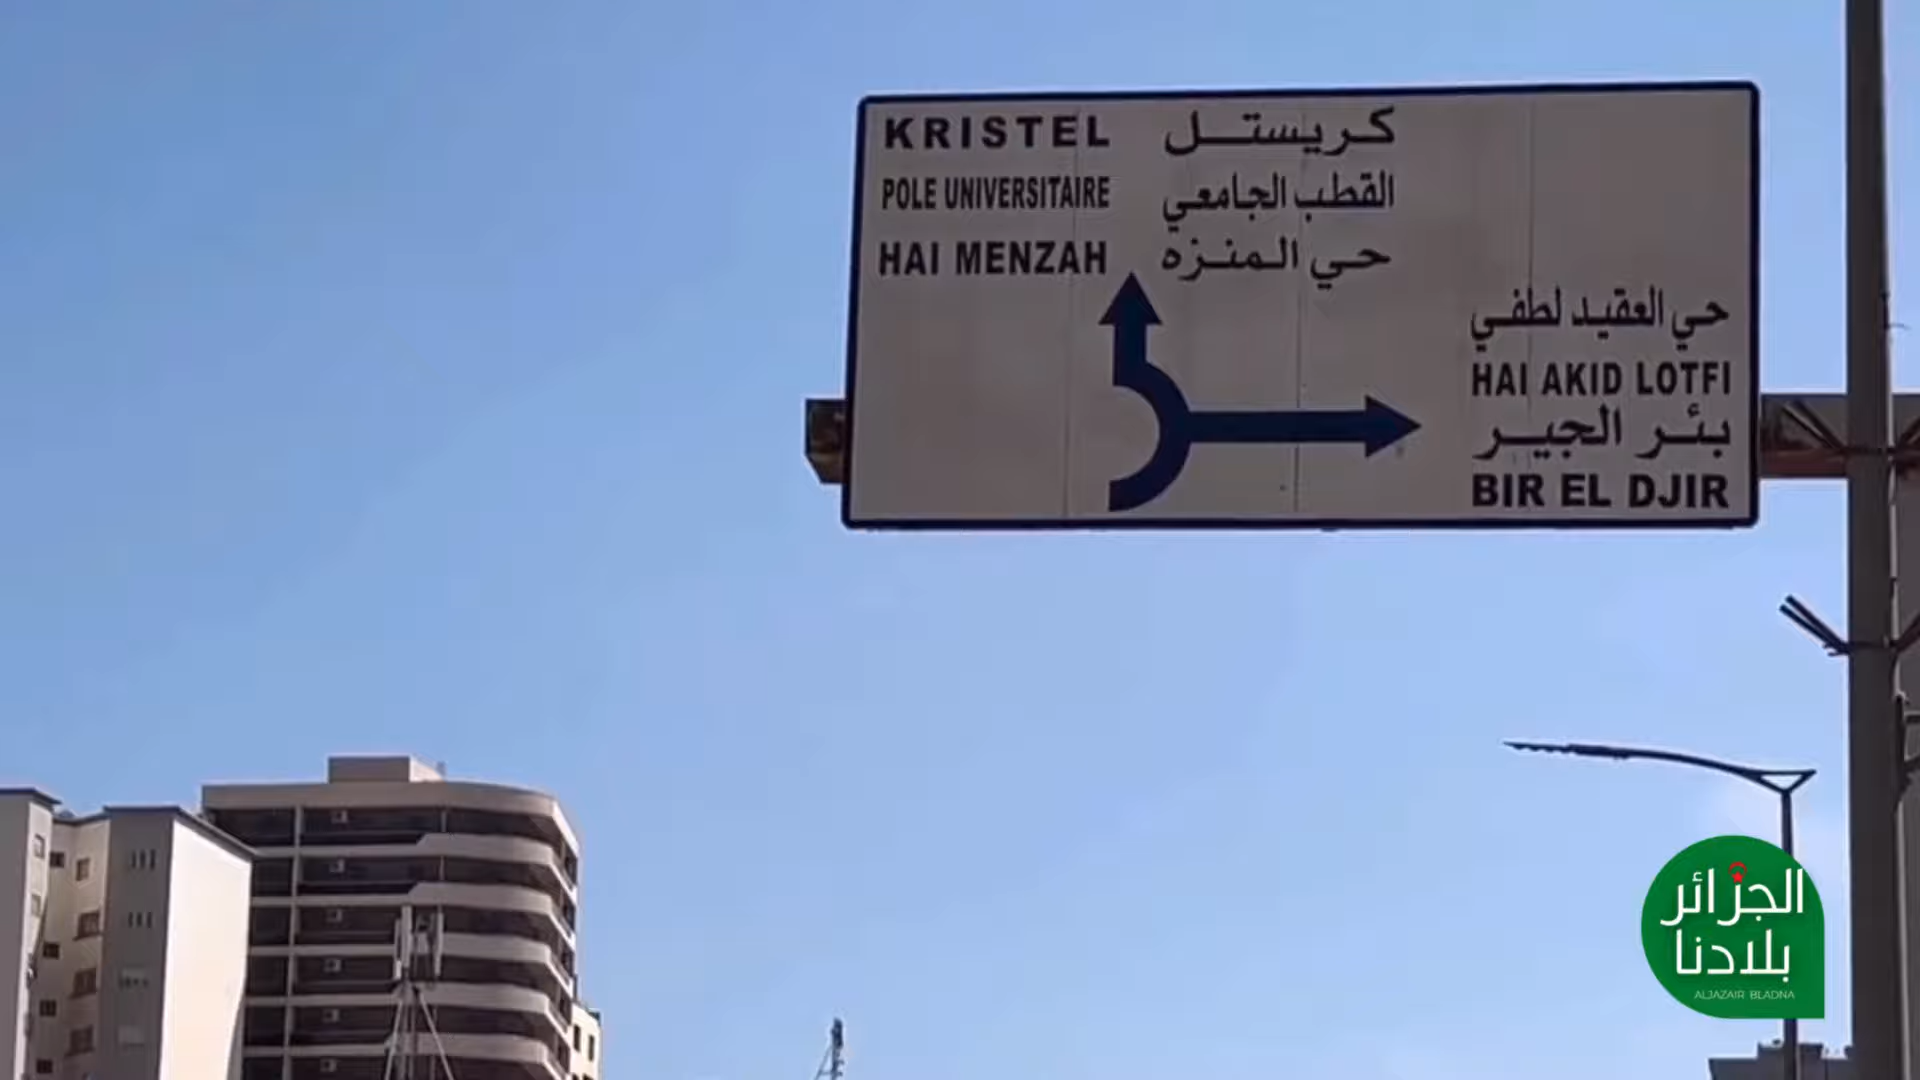 KRISTEL كريستل
POLE UNIVERSITAIRE القطب الجامعي
HAI MENZAH حي المنزه
حي العقيد لطفي
HAI AKID LOTFI
بئر الجير
BIR EL DJIR
الجزائر
بلادنا
ALJAZAIR BLADNA